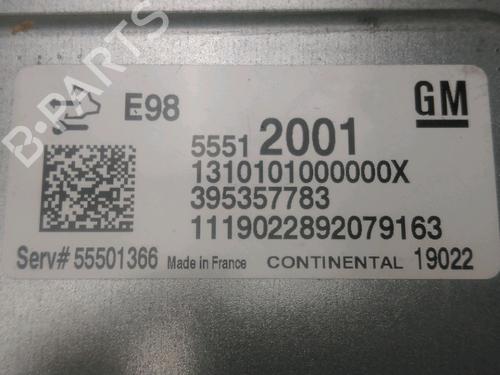 B-PARTS
E98
GM
5551 2001
1310101000000X
395357783
1119022892079163
Serv# 55501366 Made in France CONTINENTAL 19022